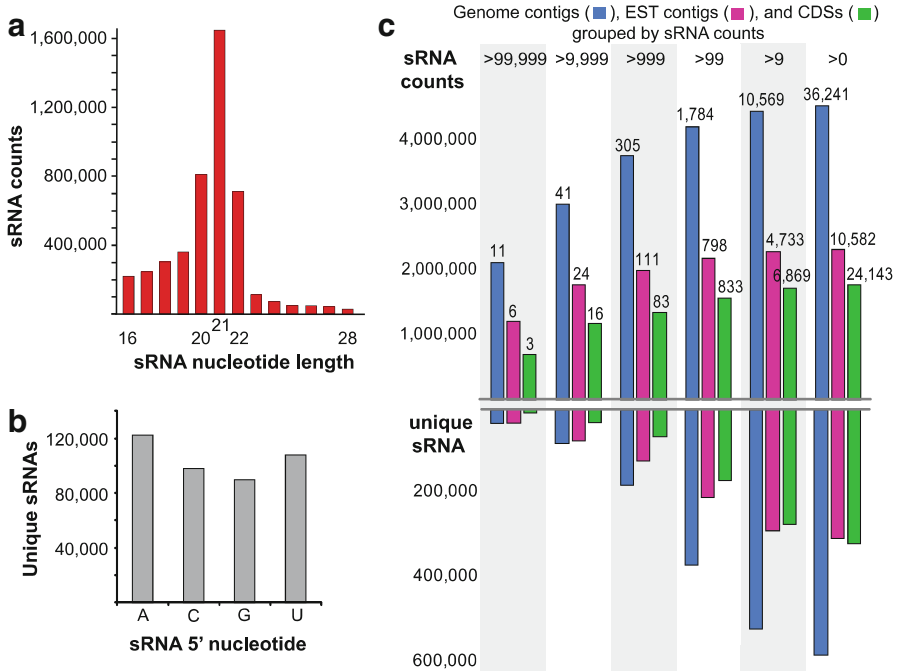 a
1,600,000
1,200,000
800,000
400,000
sRNA counts
16 20 21 22 28
sRNA nucleotide length
b
120,000
80,000
40,000
Unique sRNAs
A C G U
sRNA 5' nucleotide
c
Genome contigs ( ), EST contigs ( ), and CDSs ( )
grouped by sRNA counts
sRNA counts
>99,999 >9,999 >999 >99 >9 >0
4,000,000
3,000,000
2,000,000
1,000,000
11 6 3
41 24 16
305 111 83
1,784 798 833
10,569 4,733 6,869
36,241 10,582 24,143
unique
sRNA
200,000
400,000
600,000